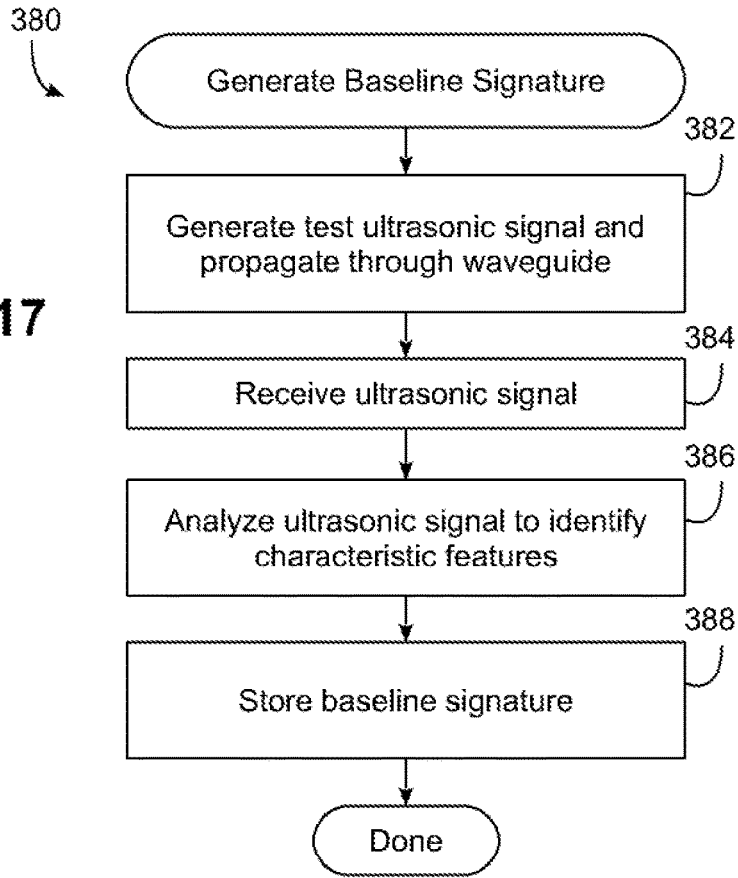 380
Generate Baseline Signature
382
Generate test ultrasonic signal and
propagate through waveguide
17
384
Receive ultrasonic signal
386
Analyze ultrasonic signal to identify
characteristic features
388
Store baseline signature
Done